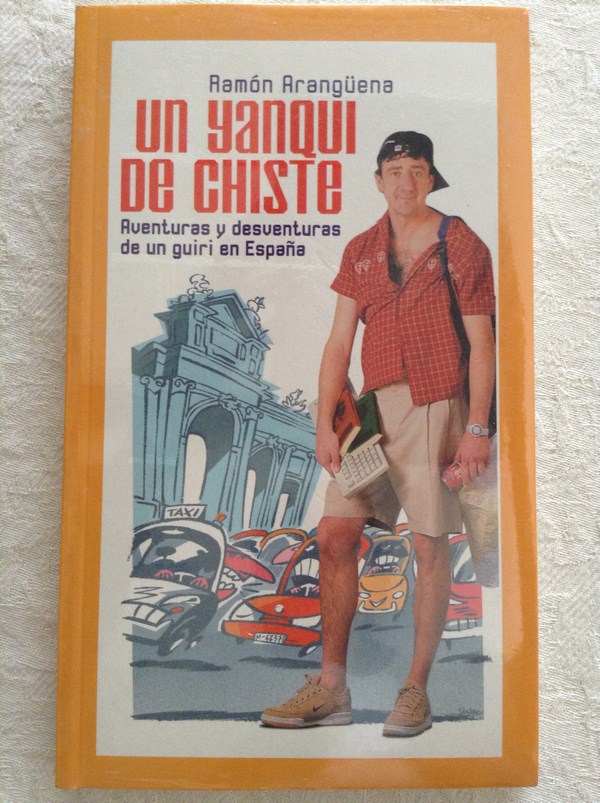 Ramón Arangüena
UN YANQUI
DE CHISTE
Aventuras y desventuras
de un guiri en España
TAXI